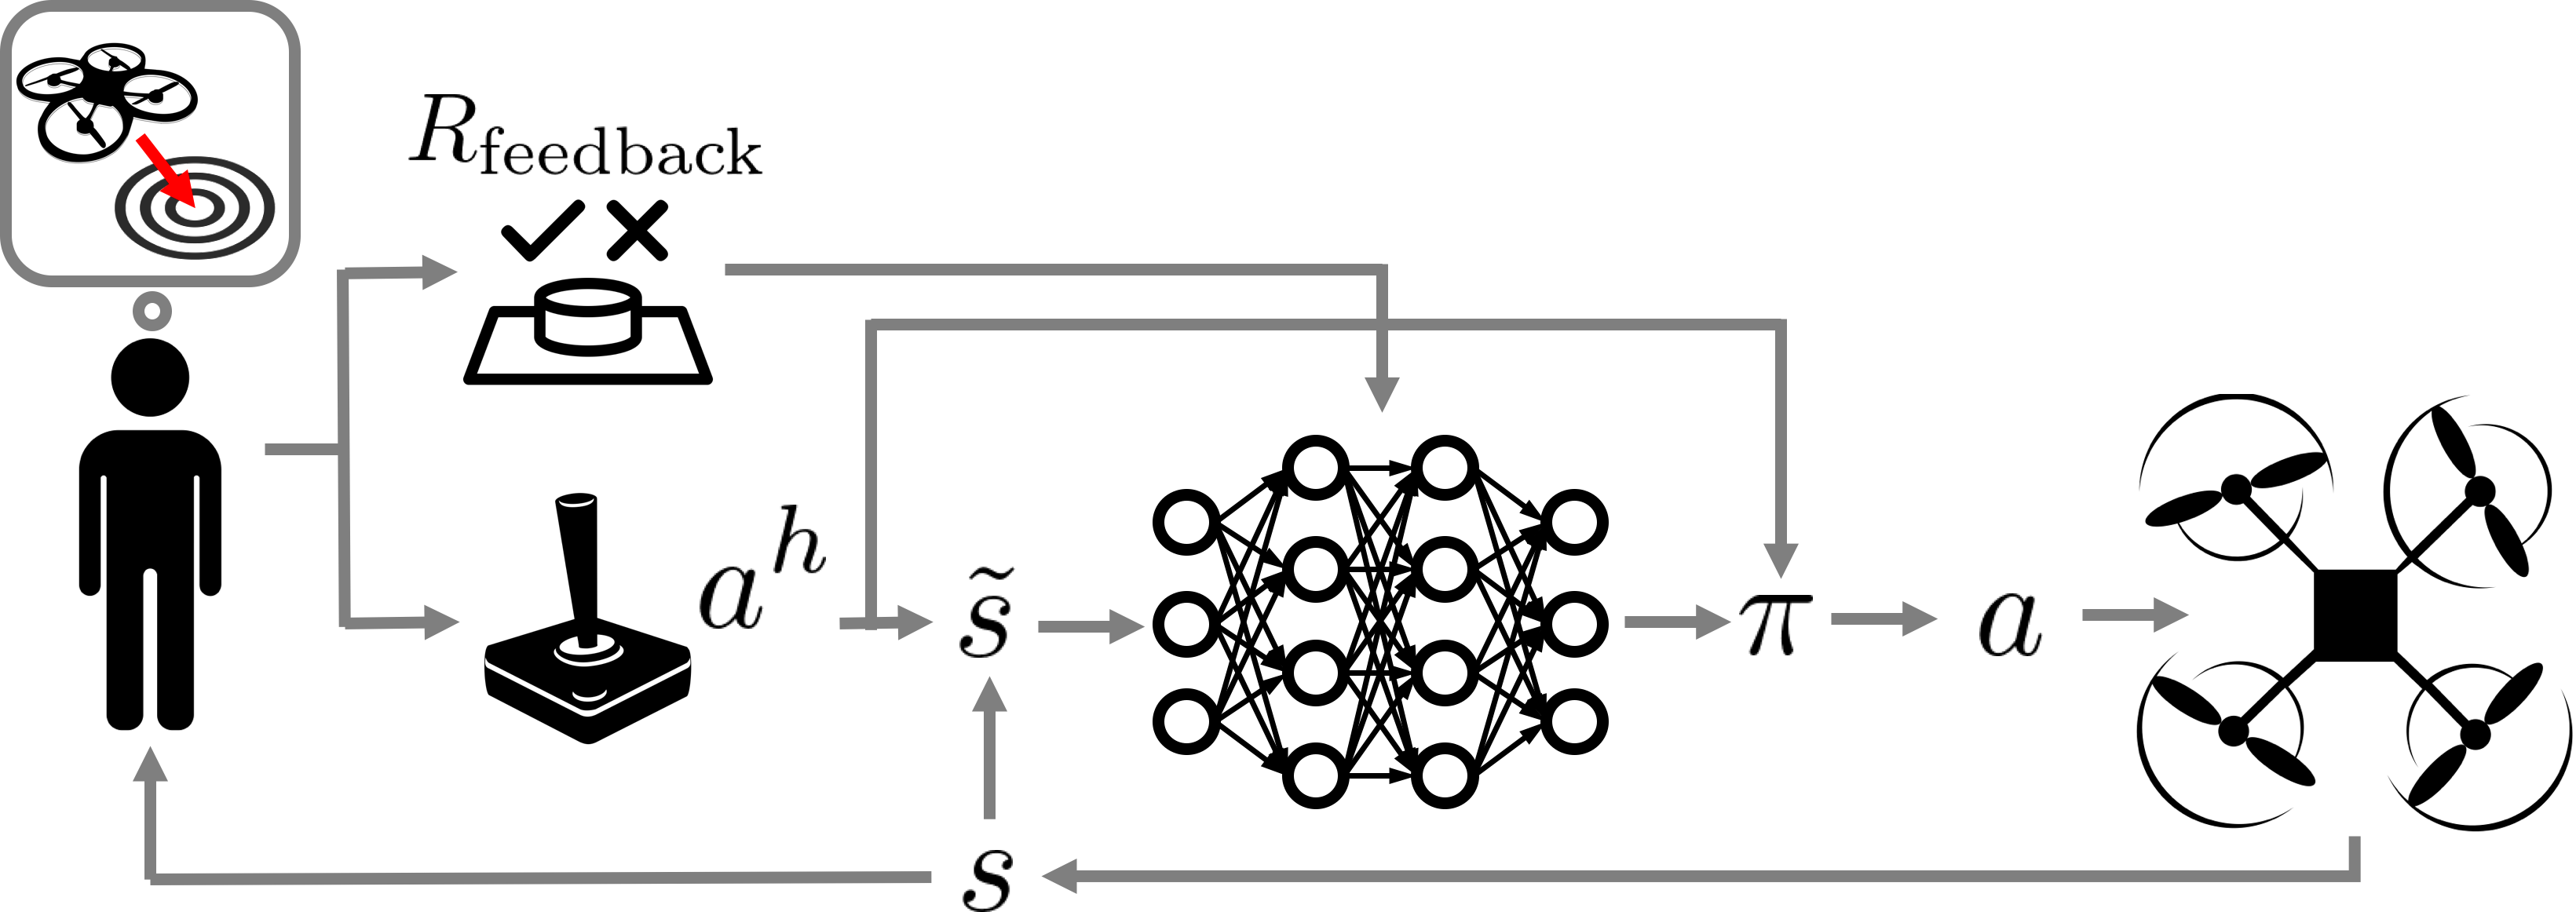 R_feedback
a^h
s̃
π
a
s